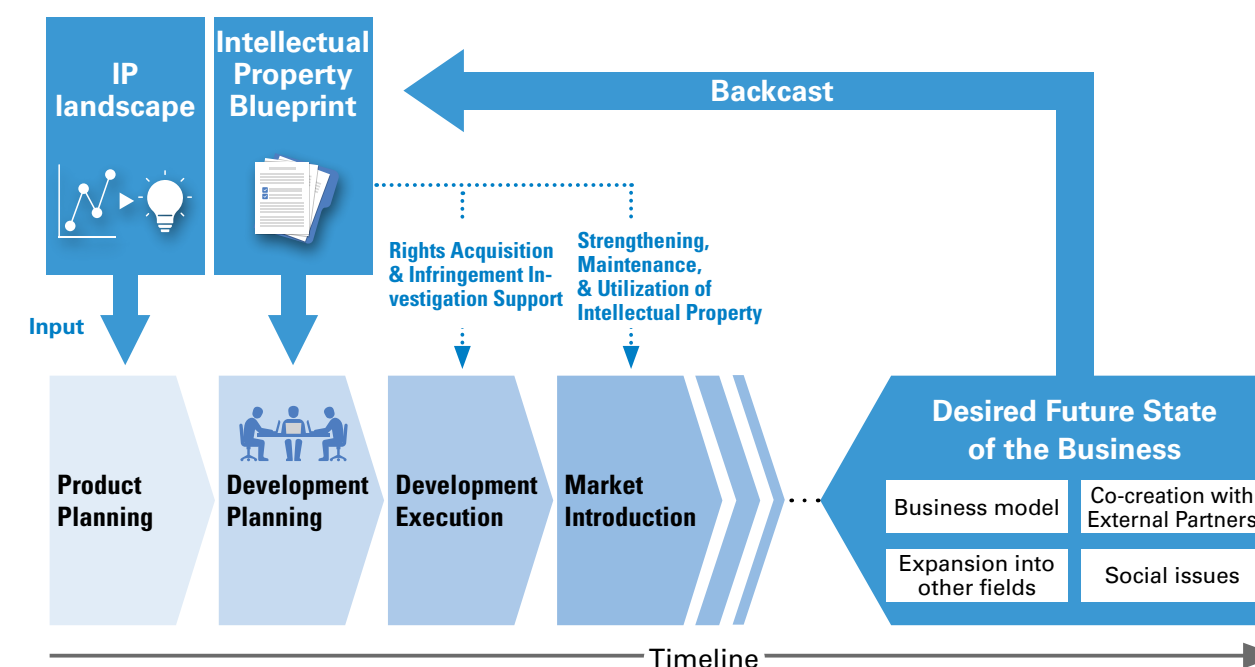 IP
landscape
Intellectual
Property
Blueprint
Backcast
Input
Rights Acquisition
& Infringement In-
vestigation Support
Strengthening,
Maintenance,
& Utilization of
Intellectual Property
Product
Planning
Development
Planning
Development
Execution
Market
Introduction
Desired Future State
of the Business
Business model
Co-creation with
External Partners
Expansion into
other fields
Social issues
Timeline